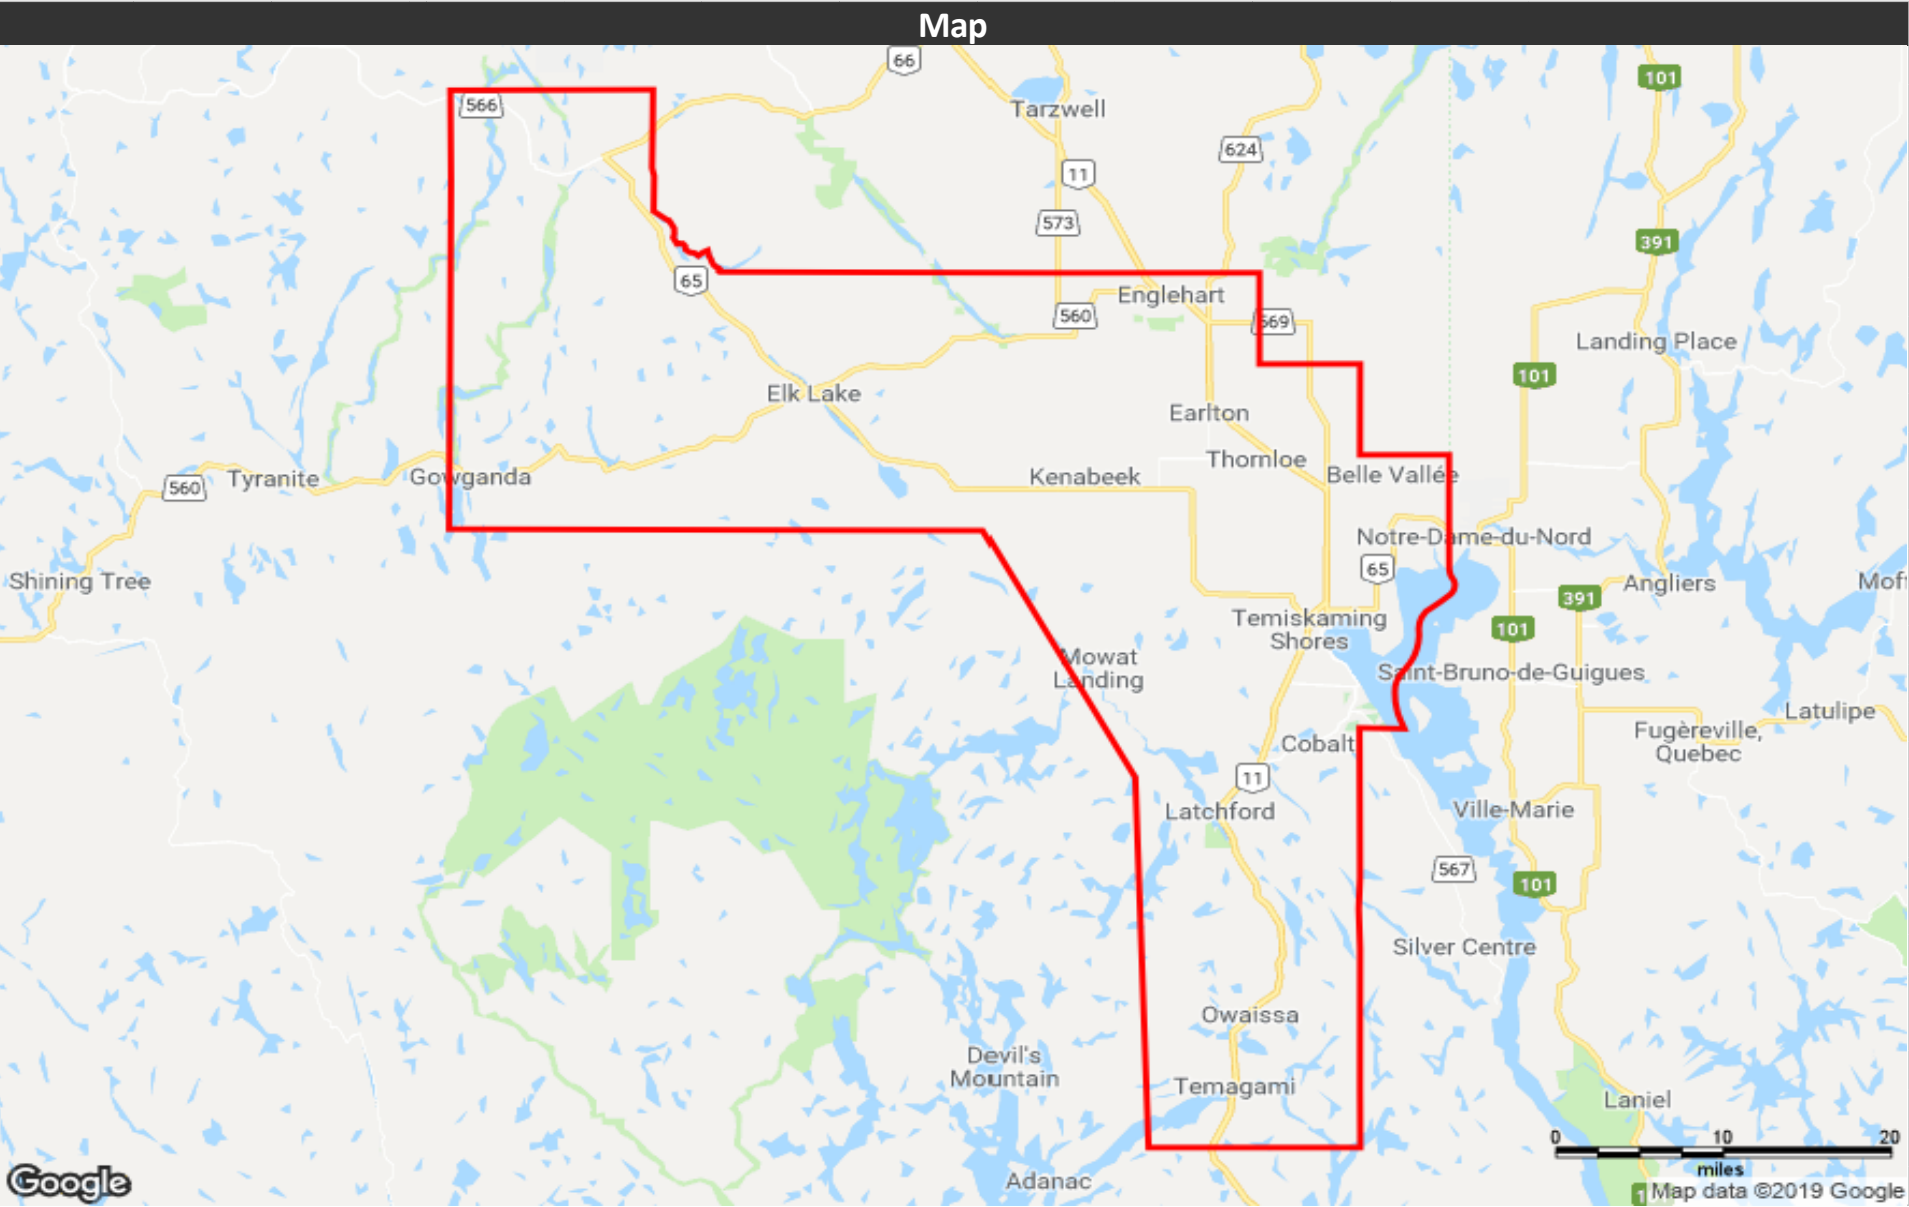 Map
66
101
566
Tarzwell
624
11
573
391
65
Englehart
560
569
Landing Place
101
Elk Lake
Earlton
Thornloe
Belle Vallée
Kenabeek
Gowganda
Tyranite
560
Notre-Dame-du-Nord
65
Shining Tree
Angliers
391
Temiskaming
Shores
101
Mowat
Landing
Saint-Bruno-de-Guigues
Latulipe
Fugèreville,
Quebec
Cobalt
11
Latchford
Ville-Marie
567
101
Silver Centre
Owaissa
Devil's
Mountain
Temagami
Laniel
0 10 20
miles
Adanac
Google
Map data ©2019 Google